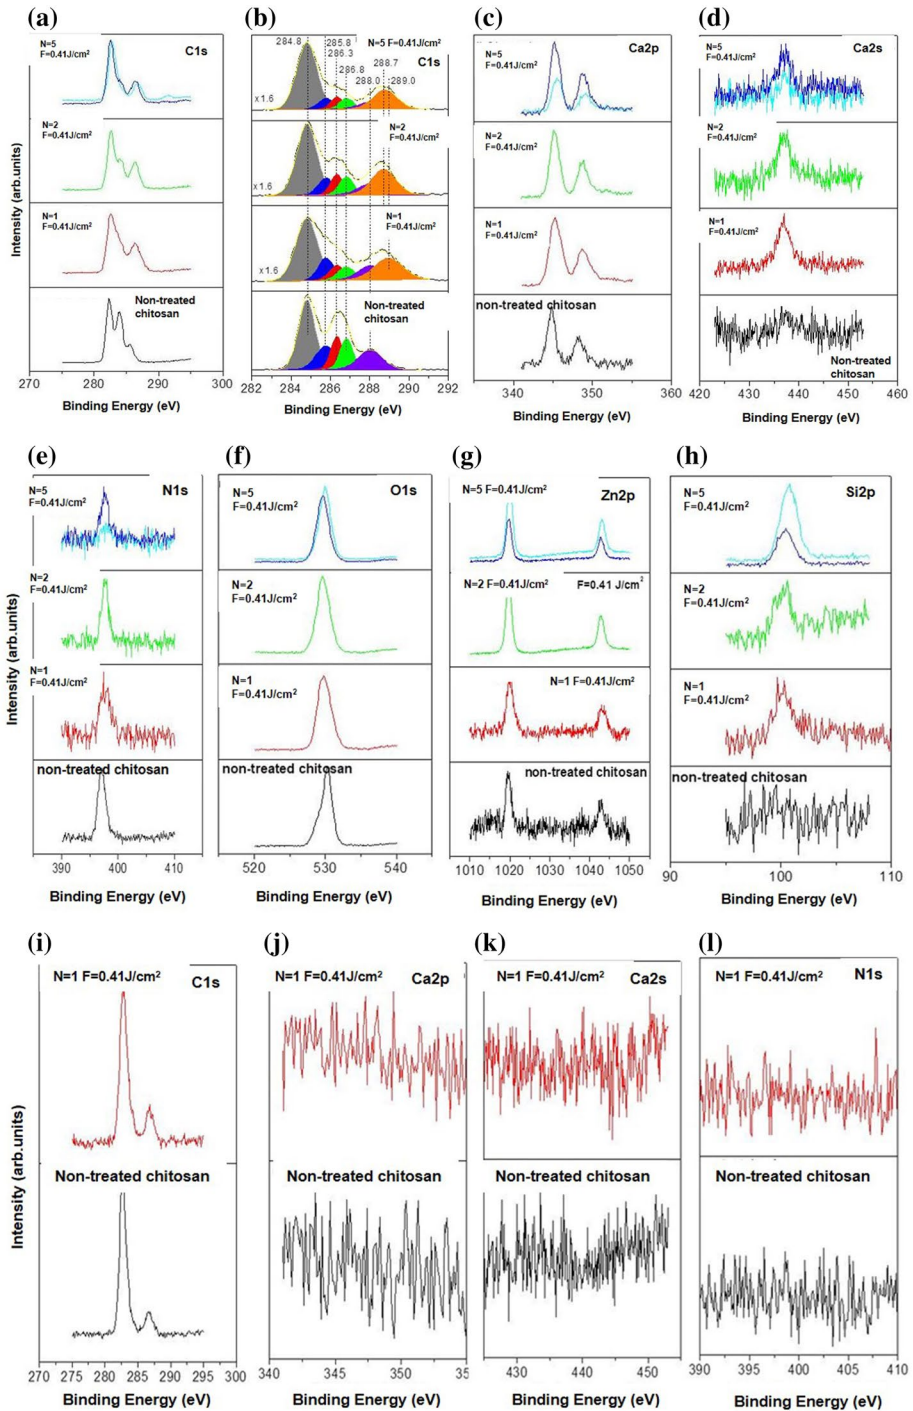 (a)
N=5
F=0.41J/cm²
C1s
N=2
F=0.41J/cm²
N=1
F=0.41J/cm²
Non-treated
chitosan
270 280 290 300
Binding Energy (eV)
Intensity (arb.units)
(b)
284.8
285.8
286.3
286.8
288.0
288.7
289.0
N=5 F=0.41J/cm²
C1s
x1.6
N=2
F=0.41J/cm²
x1.6
N=1
F=0.41J/cm²
x1.6
Non-treated
chitosan
282 284 286 288 290 292
Binding Energy (eV)
(c)
N=5
F=0.41J/cm²
Ca2p
N=2
F=0.41J/cm²
N=1
F=0.41J/cm²
non-treated chitosan
340 350 360
Binding Energy (eV)
(d)
N=5
F=0.41J/cm²
Ca2s
N=2
F=0.41J/cm²
N=1
F=0.41J/cm²
Non-treated
chitosan
420 430 440 450 460
Binding Energy (eV)
(e)
N=5
F=0.41J/cm²
N1s
N=2
F=0.41J/cm²
N=1
F=0.41J/cm²
non-treated chitosan
390 400 410
Binding Energy (eV)
Intensity (arb.units)
(f)
N=5
F=0.41J/cm²
O1s
N=2
F=0.41J/cm²
N=1
F=0.41J/cm²
non-treated chitosan
520 530 540
Binding Energy (eV)
(g)
N=5 F=0.41J/cm²
Zn2p
N=2 F=0.41J/cm²
F=0.41 J/cm²
N=1 F=0.41J/cm²
non-treated chitosan
1010 1020 1030 1040 1050
Binding Energy (eV)
(h)
N=5
F=0.41J/cm²
Si2p
N=2
F=0.41J/cm²
N=1
F=0.41J/cm²
non-treated chitosan
90 100 110
Binding Energy (eV)
(i)
N=1 F=0.41J/cm²
C1s
Non-treated chitosan
270 275 280 285 290 295 300
Binding Energy (eV)
Intensity (arb.units)
(j)
N=1 F=0.41J/cm²
Ca2p
Non-treated chitosan
340 345 350 35
Binding Energy (eV)
(k)
N=1 F=0.41J/cm²
Ca2s
Non-treated chitosan
430 440 450
Binding Energy (eV)
(l)
N=1 F=0.41J/cm²
N1s
Non-treated chitosan
390 395 400 405 410
Binding Energy (eV)